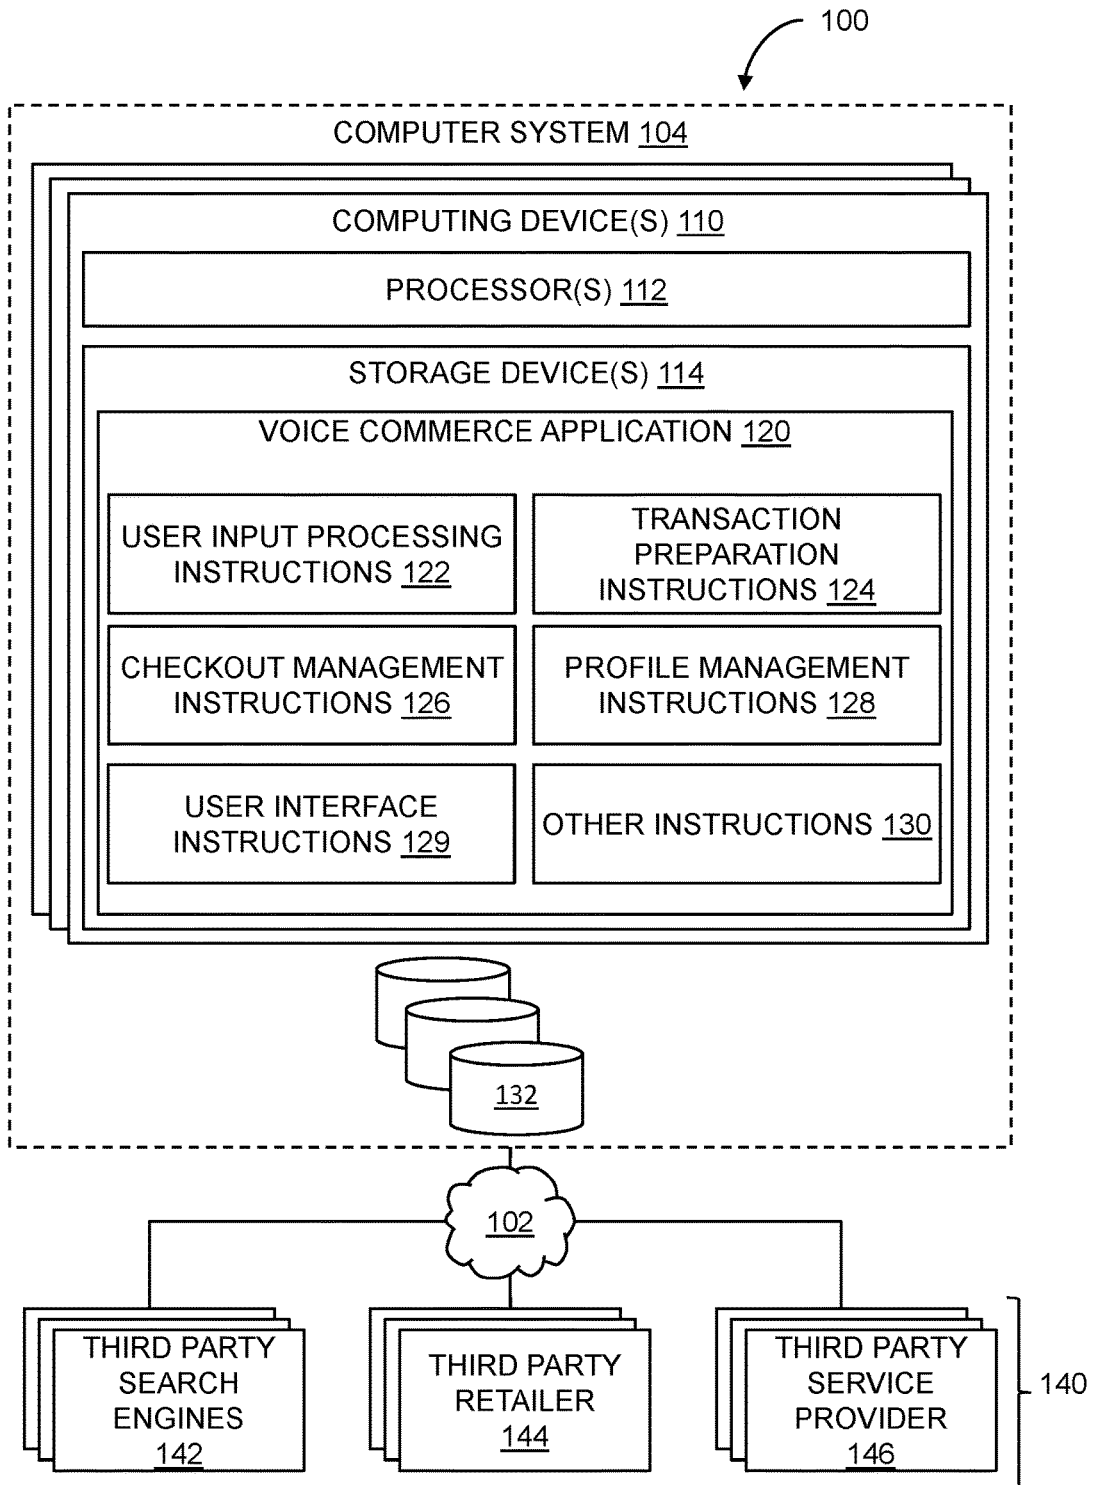 100
COMPUTER SYSTEM 104
COMPUTING DEVICE(S) 110
PROCESSOR(S) 112
STORAGE DEVICE(S) 114
VOICE COMMERCE APPLICATION 120
USER INPUT PROCESSING
INSTRUCTIONS 122
TRANSACTION
PREPARATION
INSTRUCTIONS 124
CHECKOUT MANAGEMENT
INSTRUCTIONS 126
PROFILE MANAGEMENT
INSTRUCTIONS 128
USER INTERFACE
INSTRUCTIONS 129
OTHER INSTRUCTIONS 130
132
102
THIRD PARTY
SEARCH
ENGINES
142
THIRD PARTY
RETAILER
144
THIRD PARTY
SERVICE
PROVIDER
146
140